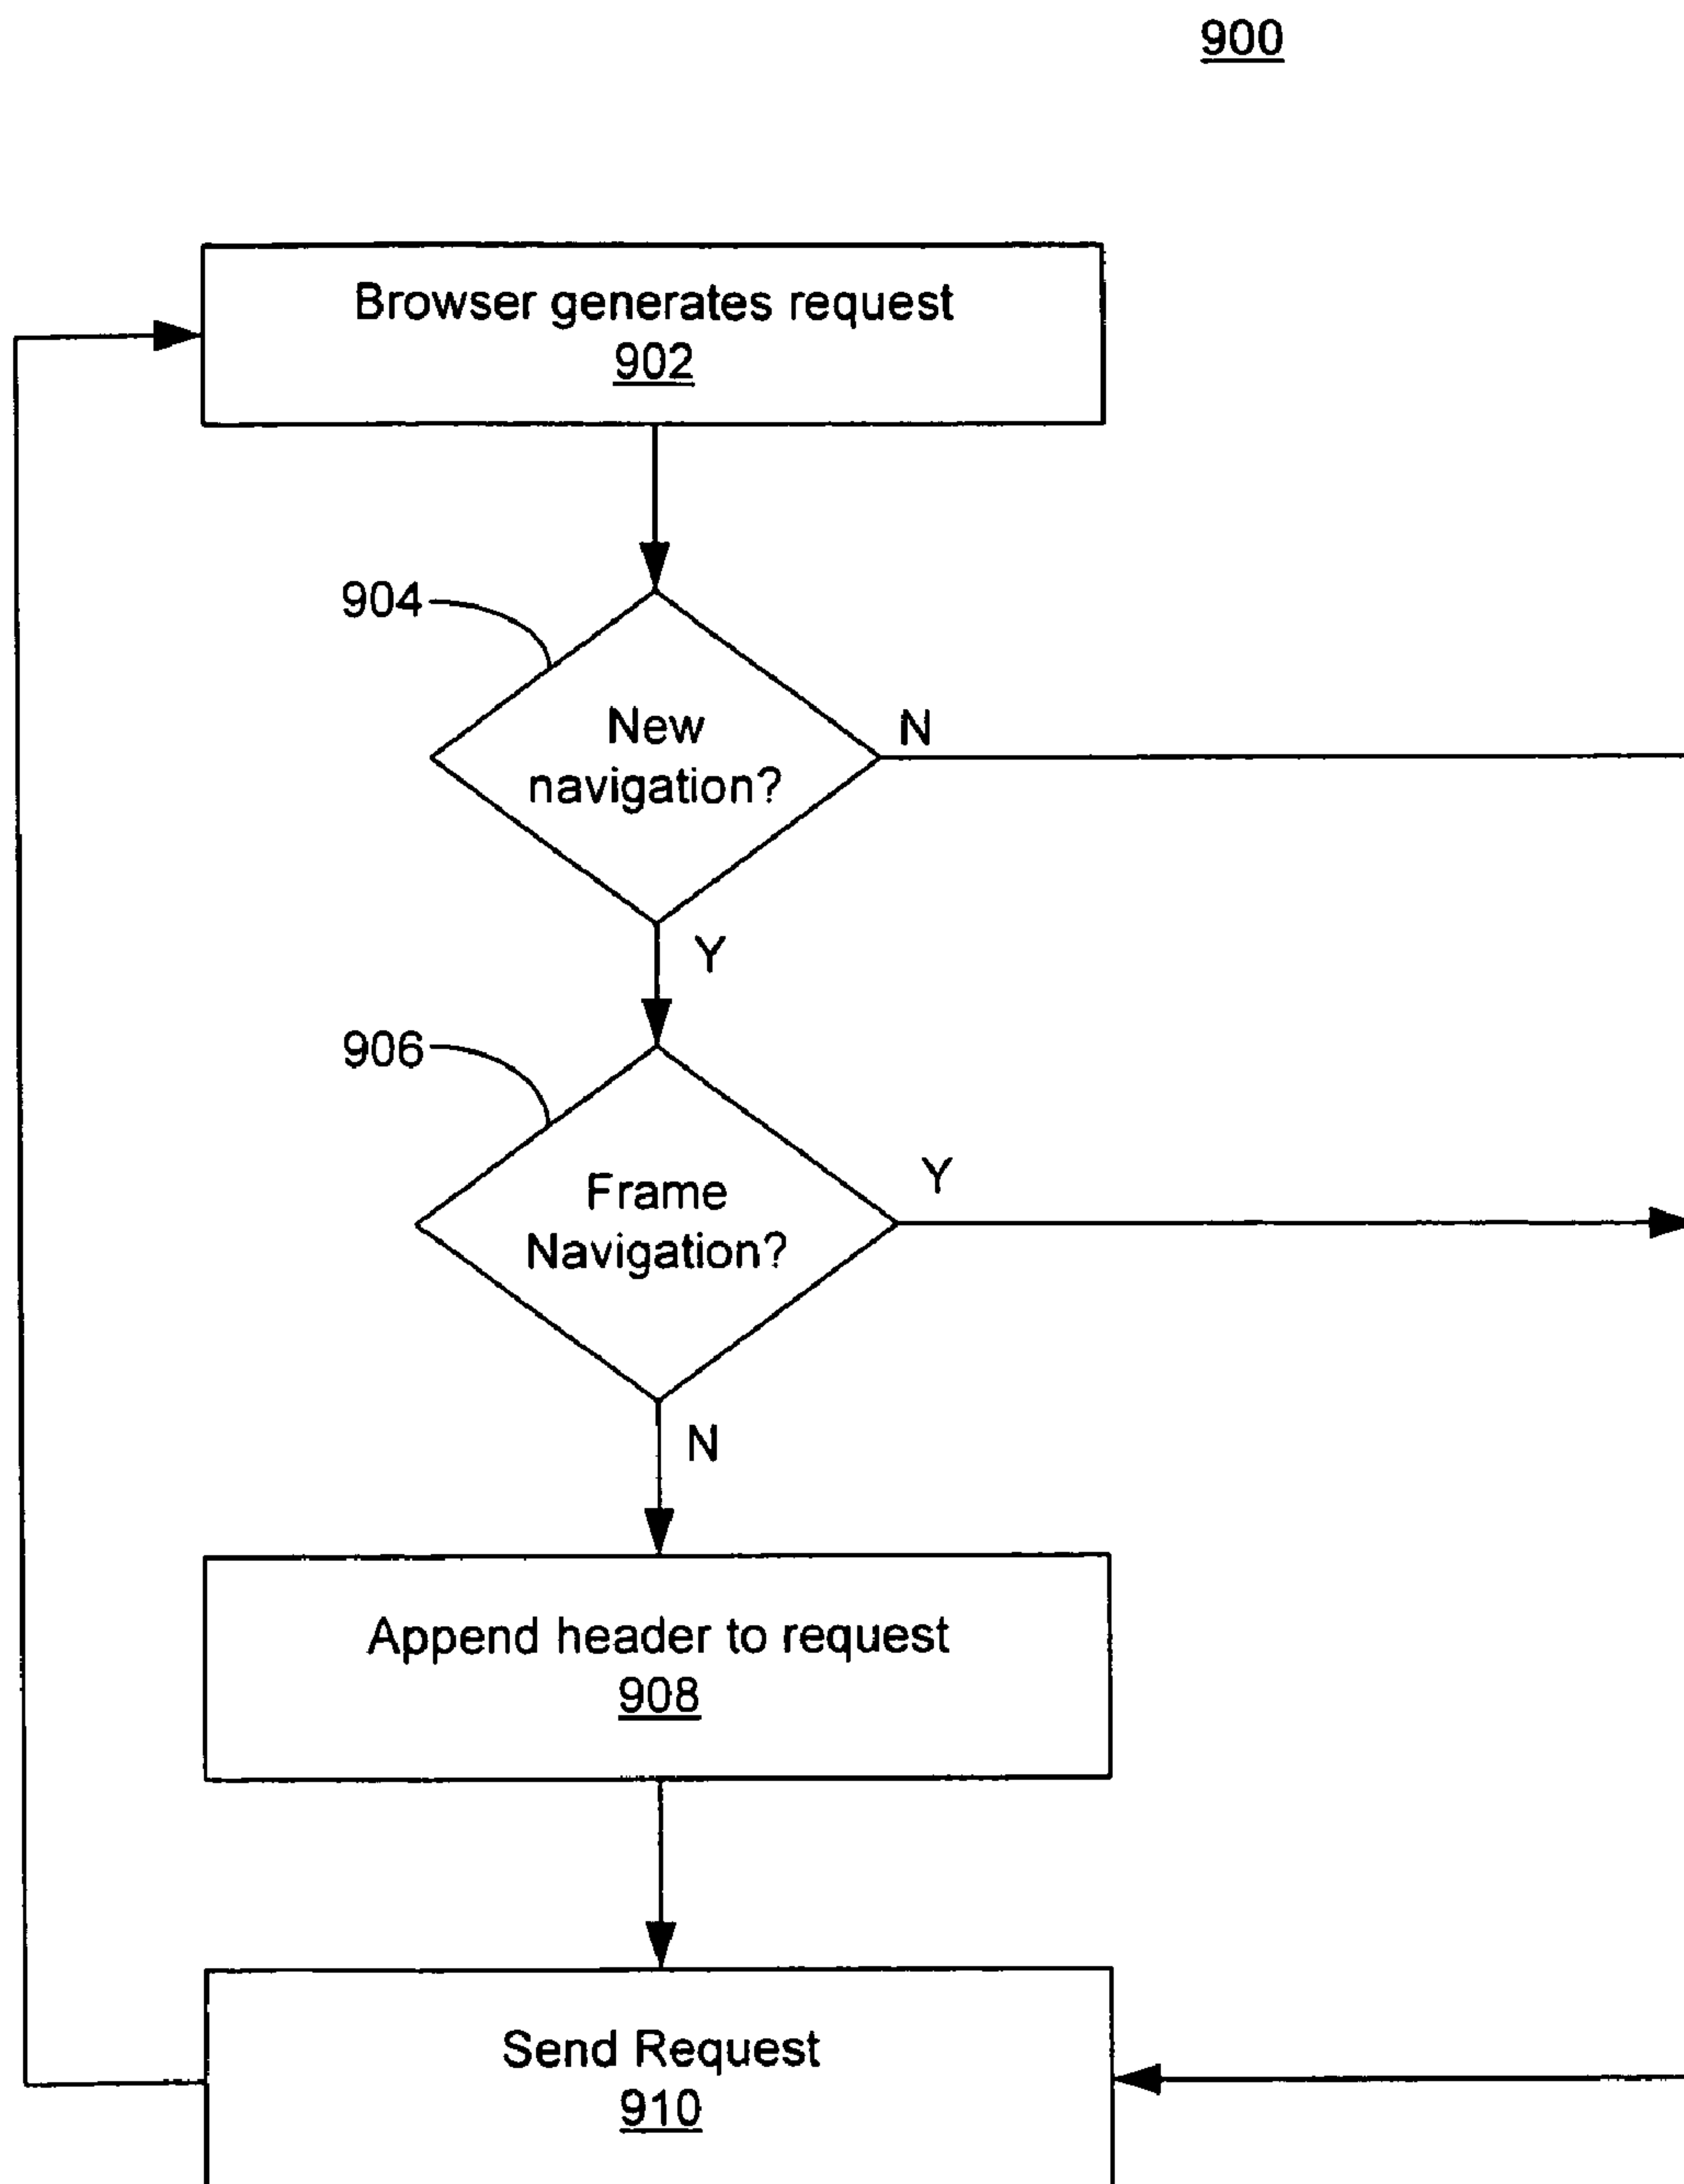 900
Browser generates request
902
904
New
navigation?
N
Y
906
Frame
Navigation?
Y
N
Append header to request
908
Send Request
910